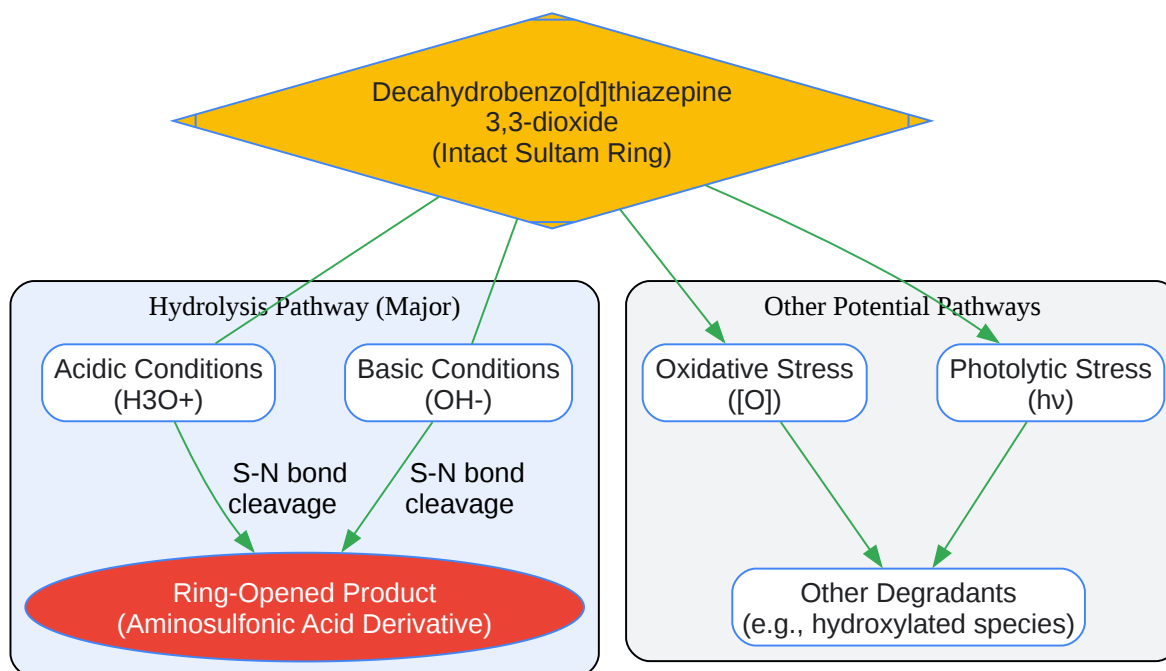 Decahydrobenzo[d]thiazepine
3,3-dioxide
(Intact Sultam Ring)
Hydrolysis Pathway (Major)
Acidic Conditions
(H3O+)
Basic Conditions
(OH-)
S-N bond
cleavage
S-N bond
cleavage
Ring-Opened Product
(Aminosulfonic Acid Derivative)
Other Potential Pathways
Oxidative Stress
([O])
Photolytic Stress
(hν)
Other Degradants
(e.g., hydroxylated species)